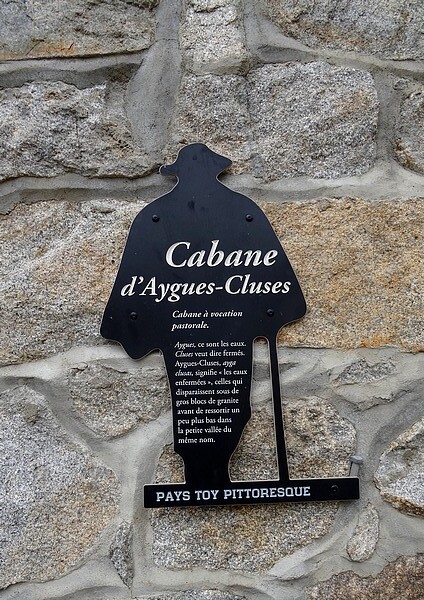 Cabane
d'Aygues-Cluses
Cabane à vocation
pastorale.
Aygues, ce sont les eaux.
Cluses veut dire fermés.
Aygues-Cluses, ayga
clusas, signifie « les eaux
enfermées », celles qui
disparaissent sous de
gros blocs de granite
avant de ressortir un
peu plus bas dans
la petite vallée du
même nom.
PAYS TOY PITTORESQUE